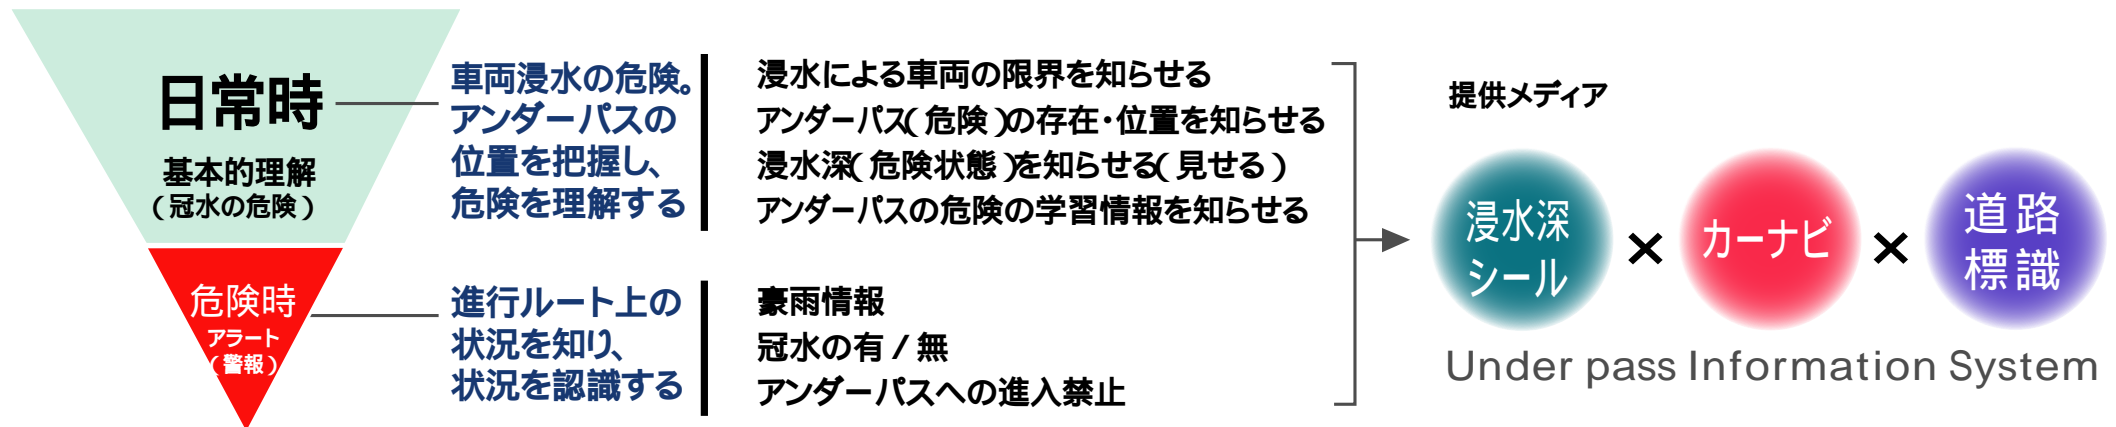 日常時
基本的理解
（冠水の危険）
車両浸水の危険。
アンダーパスの
位置を把握し、
危険を理解する
浸水による車両の限界を知らせる
アンダーパス（危険）の存在・位置を知らせる
浸水深（危険状態）を知らせる（見せる）
アンダーパスの危険の学習情報を知らせる
危険時
アラート
（警報）
進行ルート上の
状況を知り、
状況を認識する
豪雨情報
冠水の有／無
アンダーパスへの進入禁止
提供メディア
浸水深
シール
×
カーナビ
×
道路
標識
Under pass Information System